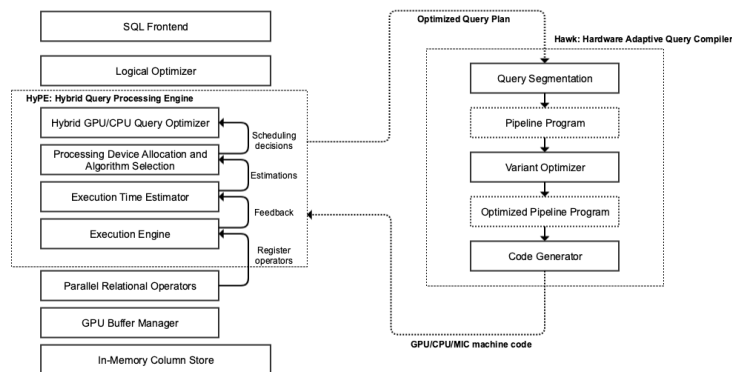 SQL Frontend
Logical Optimizer
HyPE: Hybrid Query Processing Engine
Hybrid GPU/CPU Query Optimizer
Scheduling
decisions
Processing Device Allocation and
Algorithm Selection
Estimations
Execution Time Estimator
Feedback
Execution Engine
Register
operators
Parallel Relational Operators
GPU Buffer Manager
In-Memory Column Store
Optimized Query Plan
Hawk: Hardware Adaptive Query Compiler
Query Segmentation
Pipeline Program
Variant Optimizer
Optimized Pipeline Program
Code Generator
GPU/CPU/MIC machine code